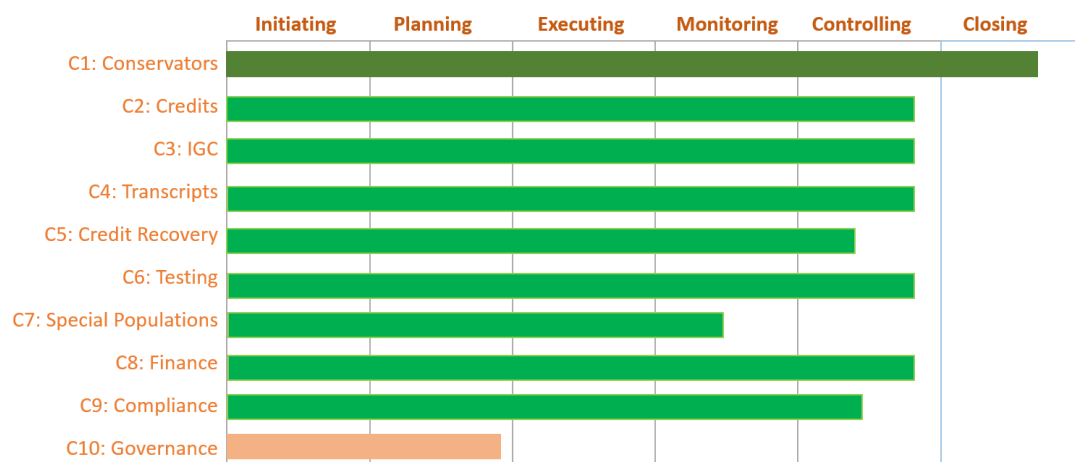 Initiating Planning Executing Monitoring Controlling Closing
C1: Conservators
C2: Credits
C3: IGC
C4: Transcripts
C5: Credit Recovery
C6: Testing
C7: Special Populations
C8: Finance
C9: Compliance
C10: Governance